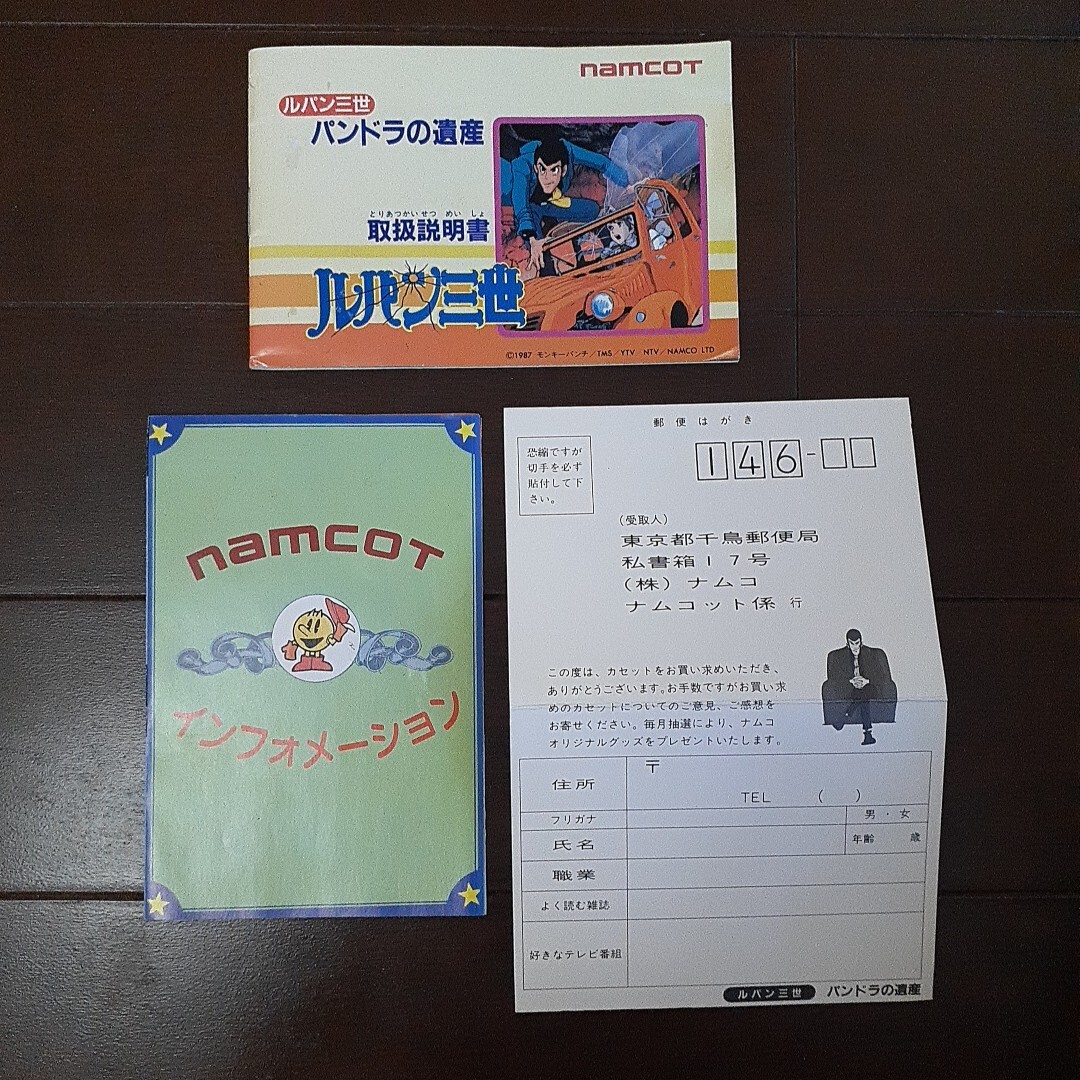 namcoT
ルパン三世
パンドラの遺産
とりあつかいせつ めい しょ
取扱説明書
ルパン三世
©1987 モンキーパンチ/TMS/YTV NTV/NAMCO LTD
namcoT
インフォメーション
郵便はがき
恐縮ですが
切手を必ず
貼付して下
さい。
146-□□
(受取人)
東京都千鳥郵便局
私書箱17号
(株)ナムコ
ナムコット係 行
この度は、カセットをお買い求めいただき、
ありがとうございます。お手数ですがお買い求
めのカセットについてのご意見、ご感想を
お寄せください。毎月抽選により、ナムコ
オリジナルグッズをプレゼントいたします。
住所 〒
TEL ( )
フリガナ 男・女
氏名 年齢 歳
職業
よく読む雑誌
好きなテレビ番組
ルパン三世 パンドラの遺産